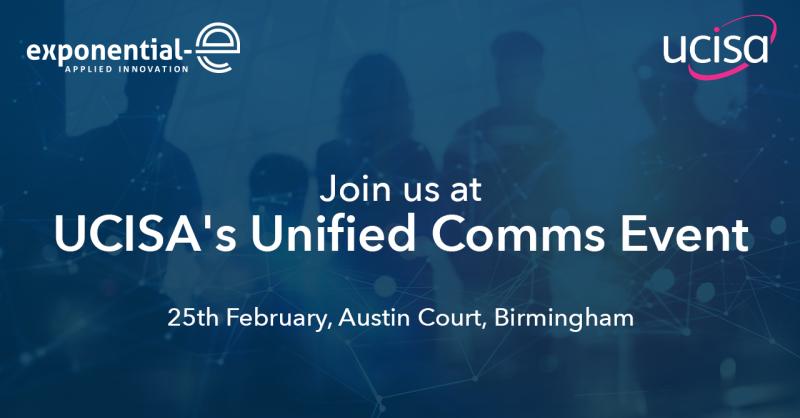 exponential-e
APPLIED INNOVATION
ucisa
Join us at
UCISA's Unified Comms Event
25th February, Austin Court, Birmingham